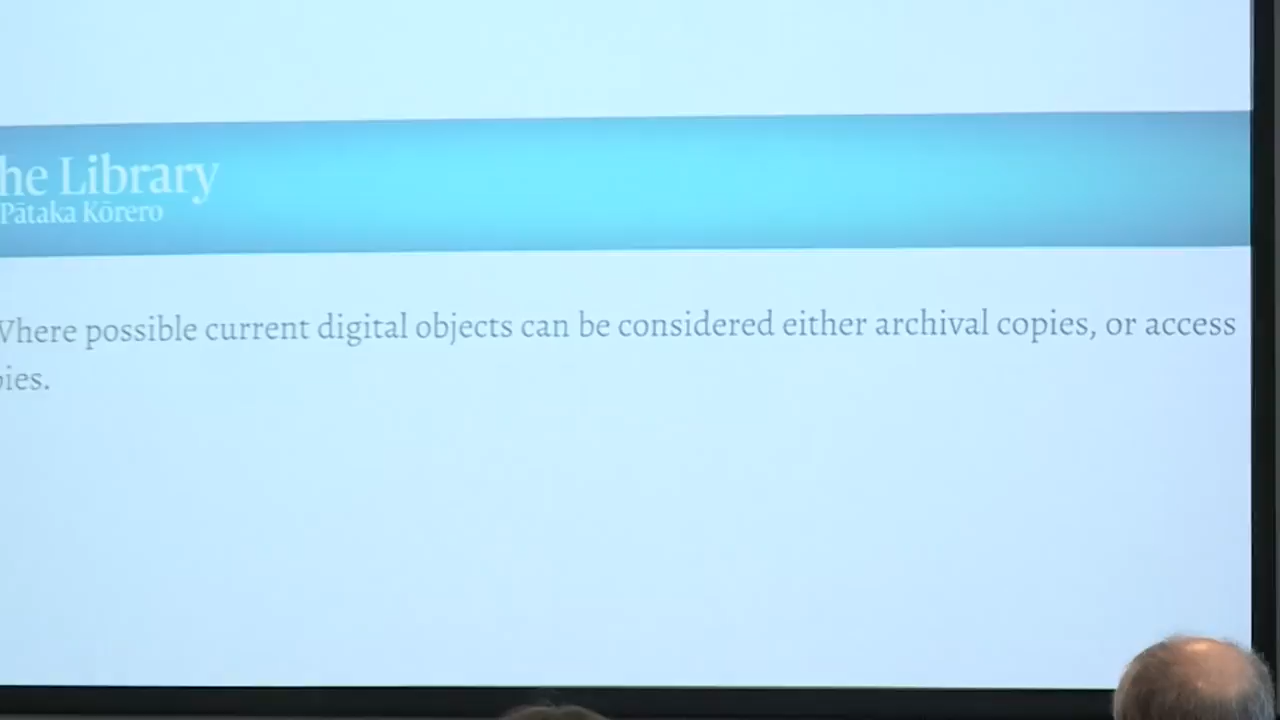 he Library
Pātaka Kōrero
Where possible current digital objects can be considered either archival copies, or access
pies.